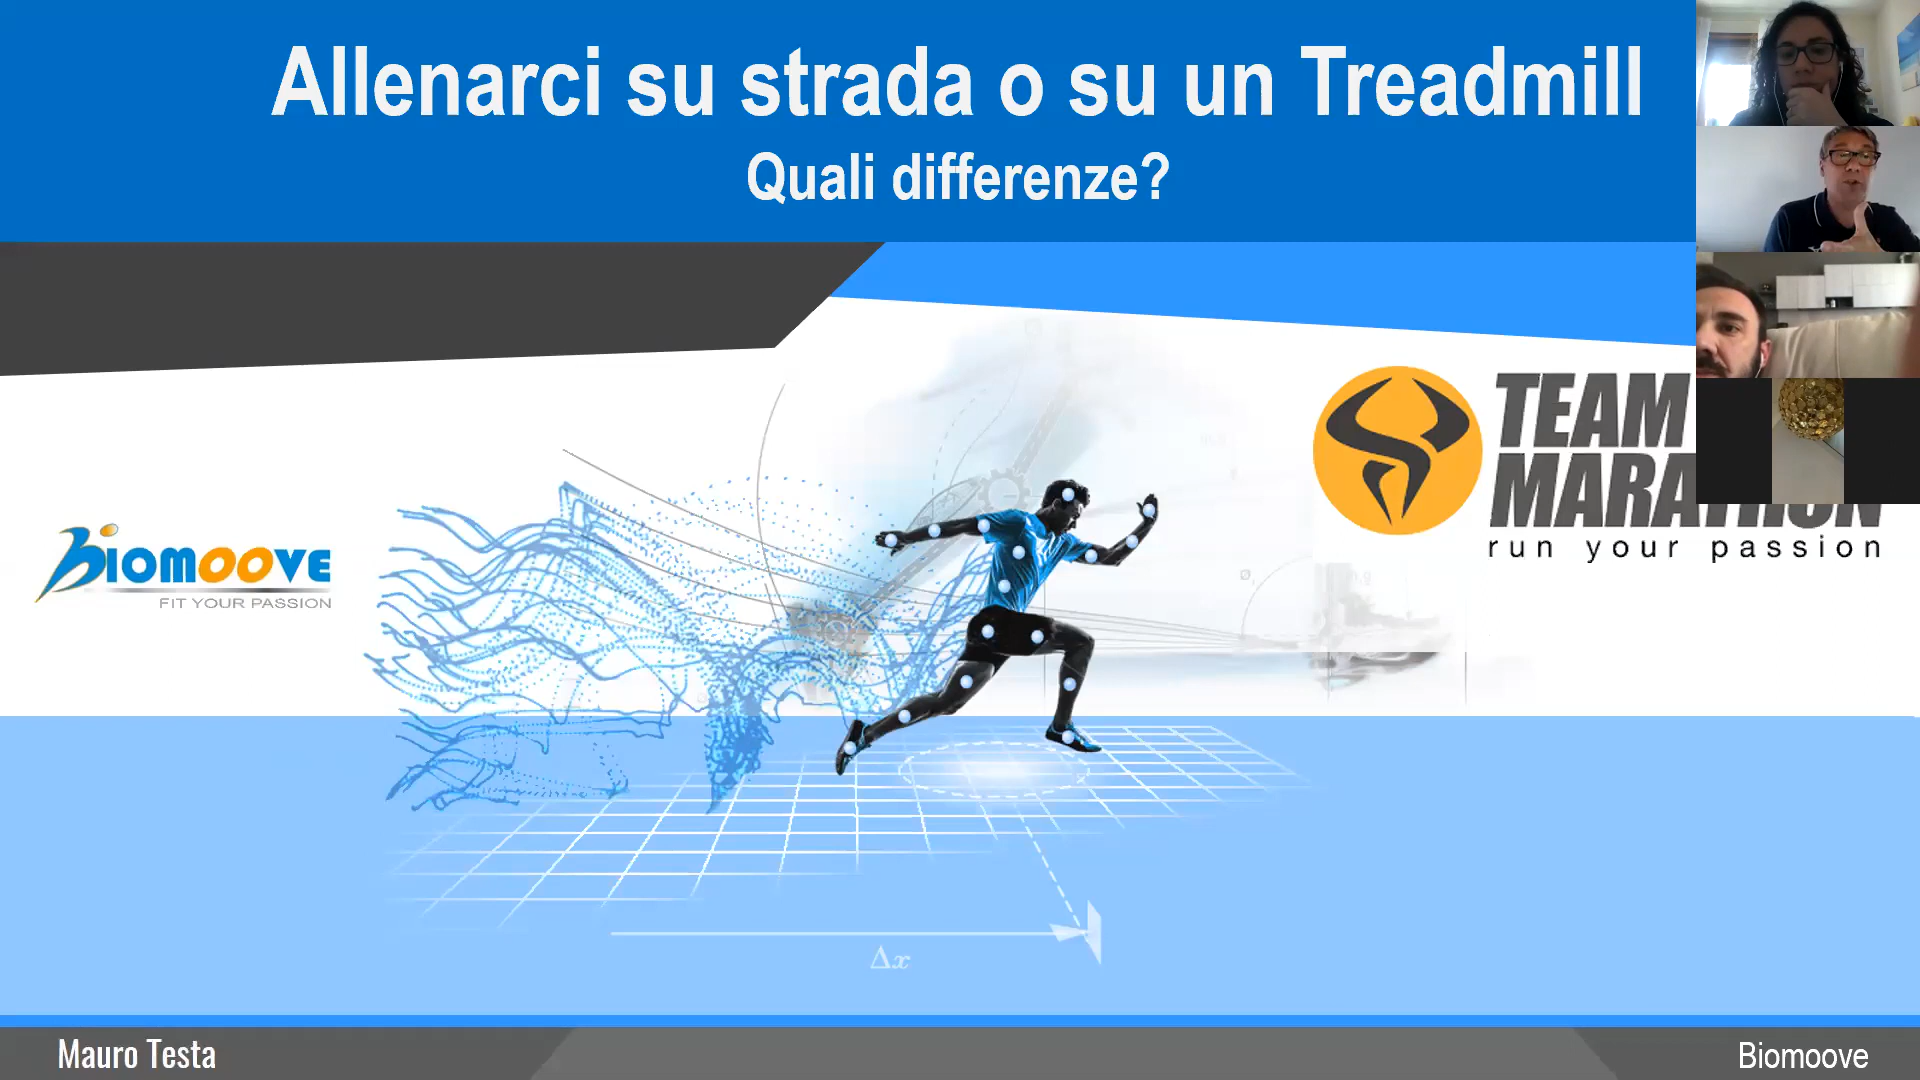 Allenarci su strada o su un Treadmill
Quali differenze?
TEAM
MARATHON
run your passion
BIOMOOVE
FIT YOUR PASSION
Δx
Mauro Testa
Biomoove